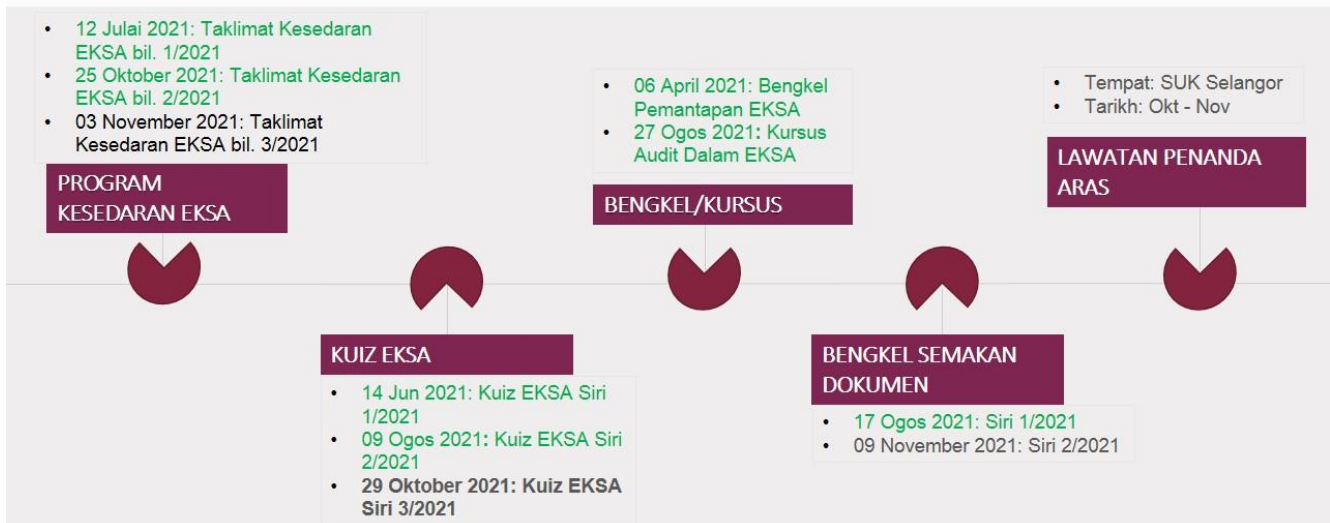 • 12 Julai 2021: Taklimat Kesedaran
EKSA bil. 1/2021
• 25 Oktober 2021: Taklimat Kesedaran
EKSA bil. 2/2021
• 03 November 2021: Taklimat
Kesedaran EKSA bil. 3/2021
PROGRAM
KESEDARAN EKSA
KUIZ EKSA
• 14 Jun 2021: Kuiz EKSA Siri
1/2021
• 09 Ogos 2021: Kuiz EKSA Siri
2/2021
• 29 Oktober 2021: Kuiz EKSA
Siri 3/2021
• 06 April 2021: Bengkel
Pemantapan EKSA
• 27 Ogos 2021: Kursus
Audit Dalam EKSA
BENGKEL/KURSUS
BENGKEL SEMAKAN
DOKUMEN
• 17 Ogos 2021: Siri 1/2021
• 09 November 2021: Siri 2/2021
• Tempat: SUK Selangor
• Tarikh: Okt - Nov
LAWATAN PENANDA
ARAS